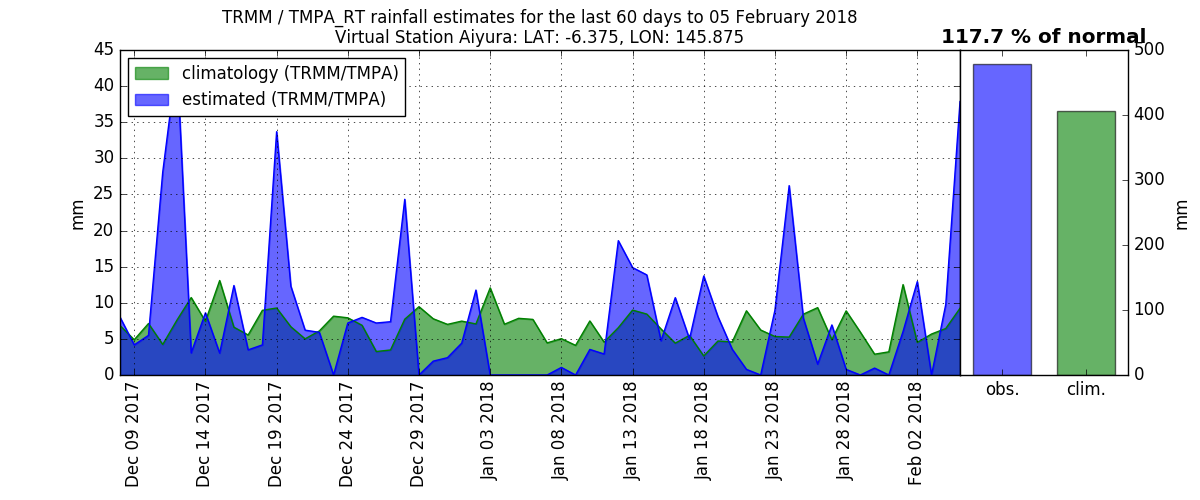 TRMM / TMPA_RT rainfall estimates for the last 60 days to 05 February 2018
Virtual Station Aiyura: LAT: -6.375, LON: 145.875
117.7 % of normal
climatology (TRMM/TMPA)
estimated (TRMM/TMPA)
mm
45
40
35
30
25
20
15
10
5
0
Dec 09 2017
Dec 14 2017
Dec 19 2017
Dec 24 2017
Dec 29 2017
Jan 03 2018
Jan 08 2018
Jan 13 2018
Jan 18 2018
Jan 23 2018
Jan 28 2018
Feb 02 2018
obs.
clim.
500
400
300
200
100
0
mm